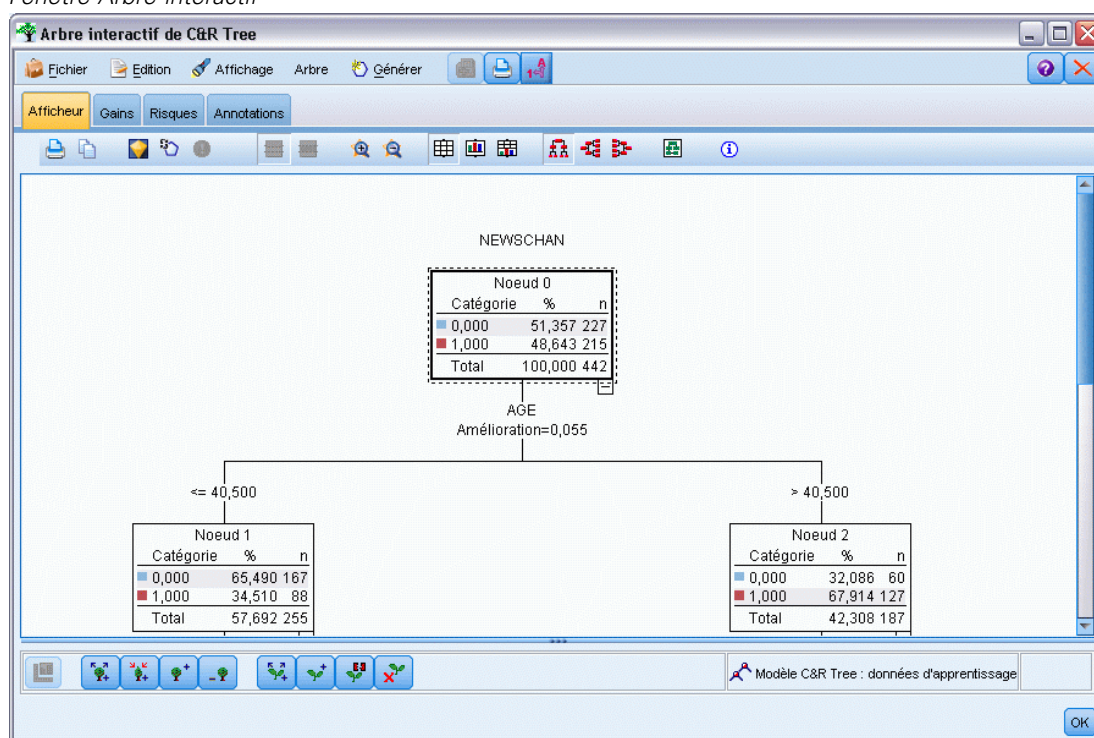 Fenêtre Arbre interactif
Arbre interactif de C&R Tree
Fichier Edition Affichage Arbre Générer
Afficheur Gains Risques Annotations
NEWSCHAN
Noeud 0
Catégorie % n
0,000 51,357 227
1,000 48,643 215
Total 100,000 442
AGE
Amélioration=0,055
<= 40,500 > 40,500
Noeud 1
Catégorie % n
0,000 65,490 167
1,000 34,510 88
Total 57,692 255
Noeud 2
Catégorie % n
0,000 32,086 60
1,000 67,914 127
Total 42,308 187
Modèle C&R Tree : données d'apprentissage
OK